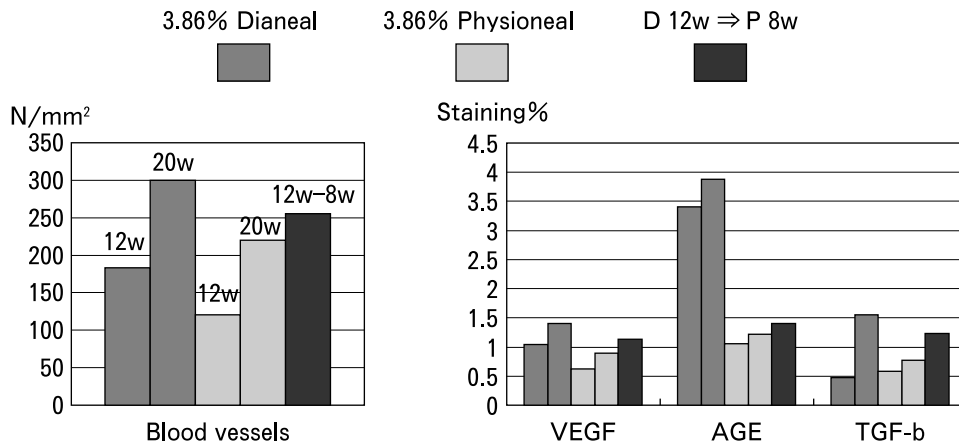 3.86% Dianeal 3.86% Physioneal D 12w ⇒ P 8w
N/mm²
350
300
250
200
150
100
50
0
12w
20w
12w
20w
12w–8w
Blood vessels
Staining%
4.5
4
3.5
3
2.5
2
1.5
1
0.5
0
VEGF AGE TGF-b